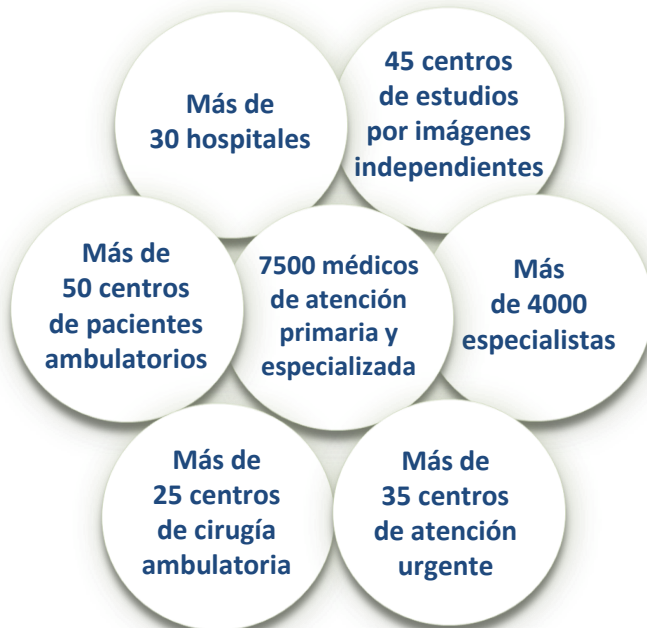 Más de
30 hospitales
45 centros
de estudios
por imágenes
independientes
Más de
50 centros
de pacientes
ambulatorios
7500 médicos
de atención
primaria y
especializada
Más
de 4000
especialistas
Más de
25 centros
de cirugía
ambulatoria
Más de
35 centros
de atención
urgente